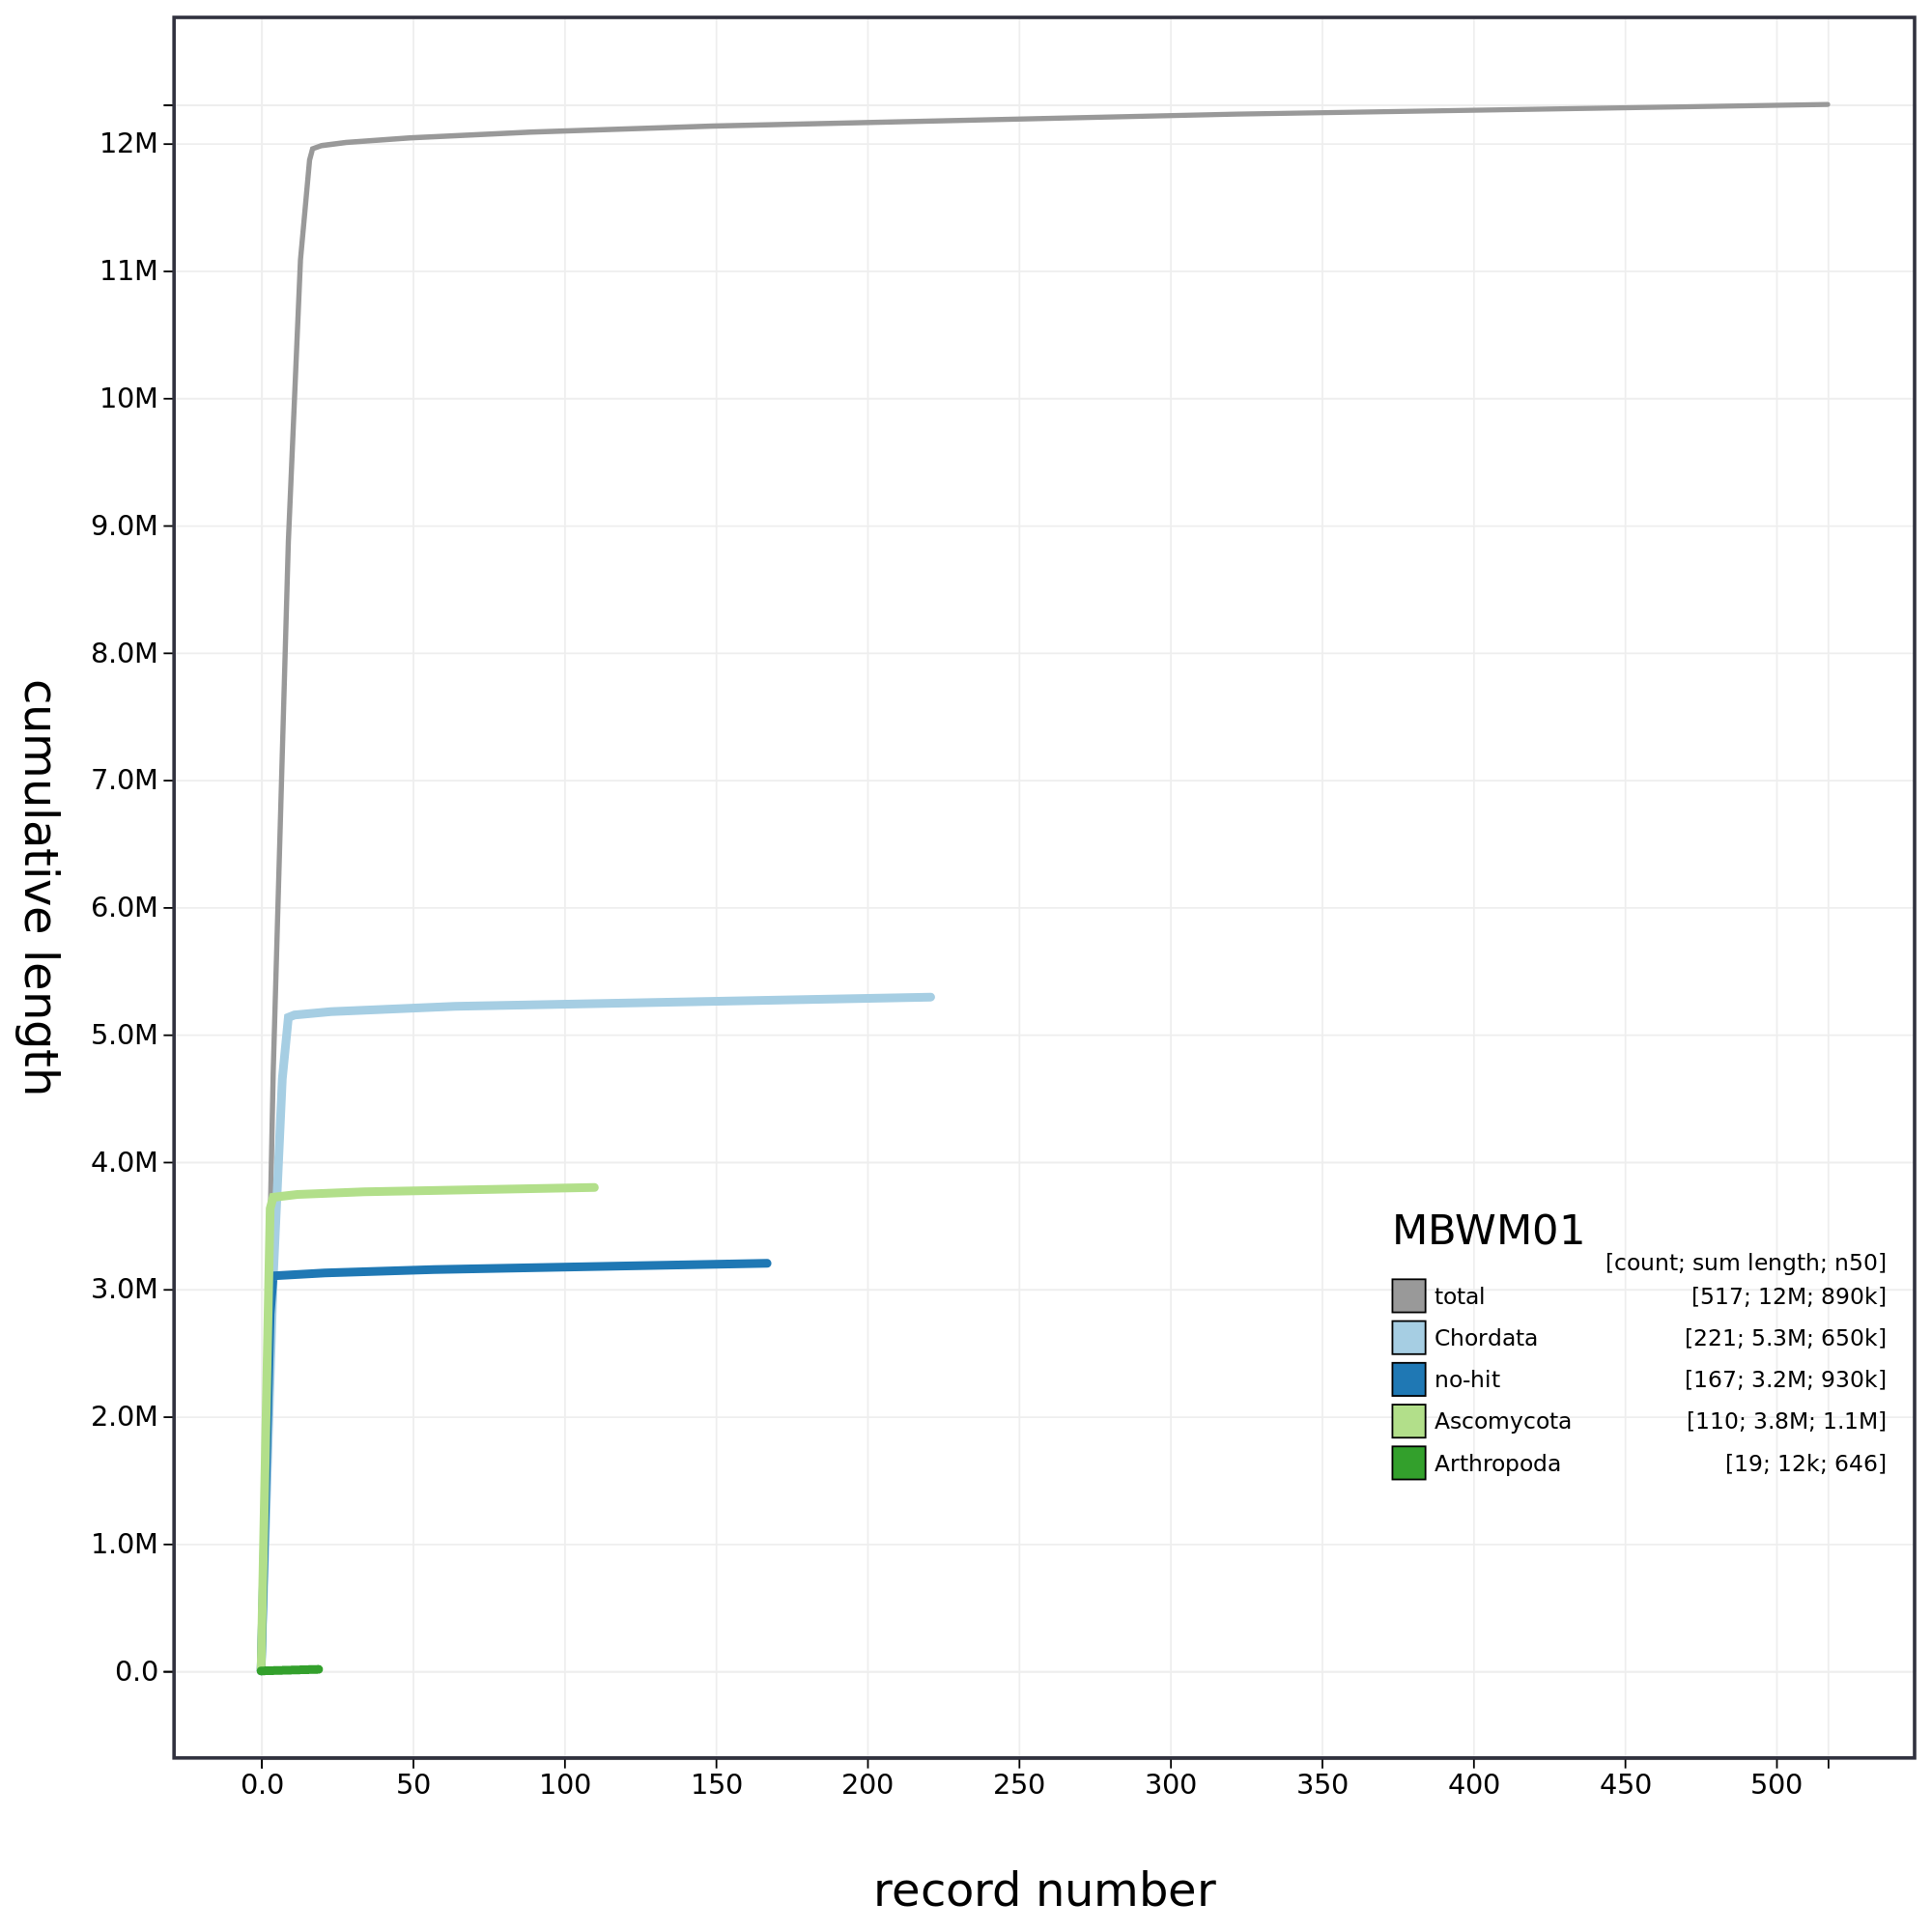 12M
11M
10M
9.0M
8.0M
7.0M
6.0M
5.0M
4.0M
3.0M
2.0M
1.0M
0.0
cumulative length
MBWM01
[count; sum length; n50]
total [517; 12M; 890k]
Chordata [221; 5.3M; 650k]
no-hit [167; 3.2M; 930k]
Ascomycota [110; 3.8M; 1.1M]
Arthropoda [19; 12k; 646]
0.0 50 100 150 200 250 300 350 400 450 500
record number